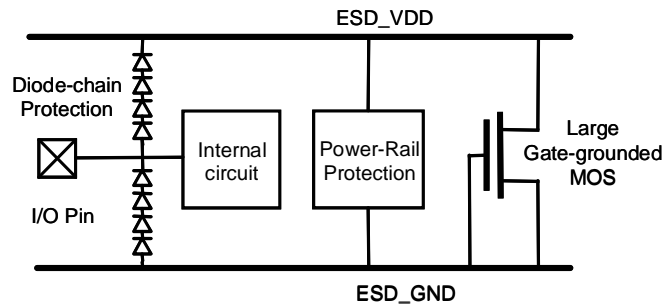 ESD_VDD
Diode-chain
Protection
Internal
circuit
Power-Rail
Protection
Large
Gate-grounded
MOS
I/O Pin
ESD_GND